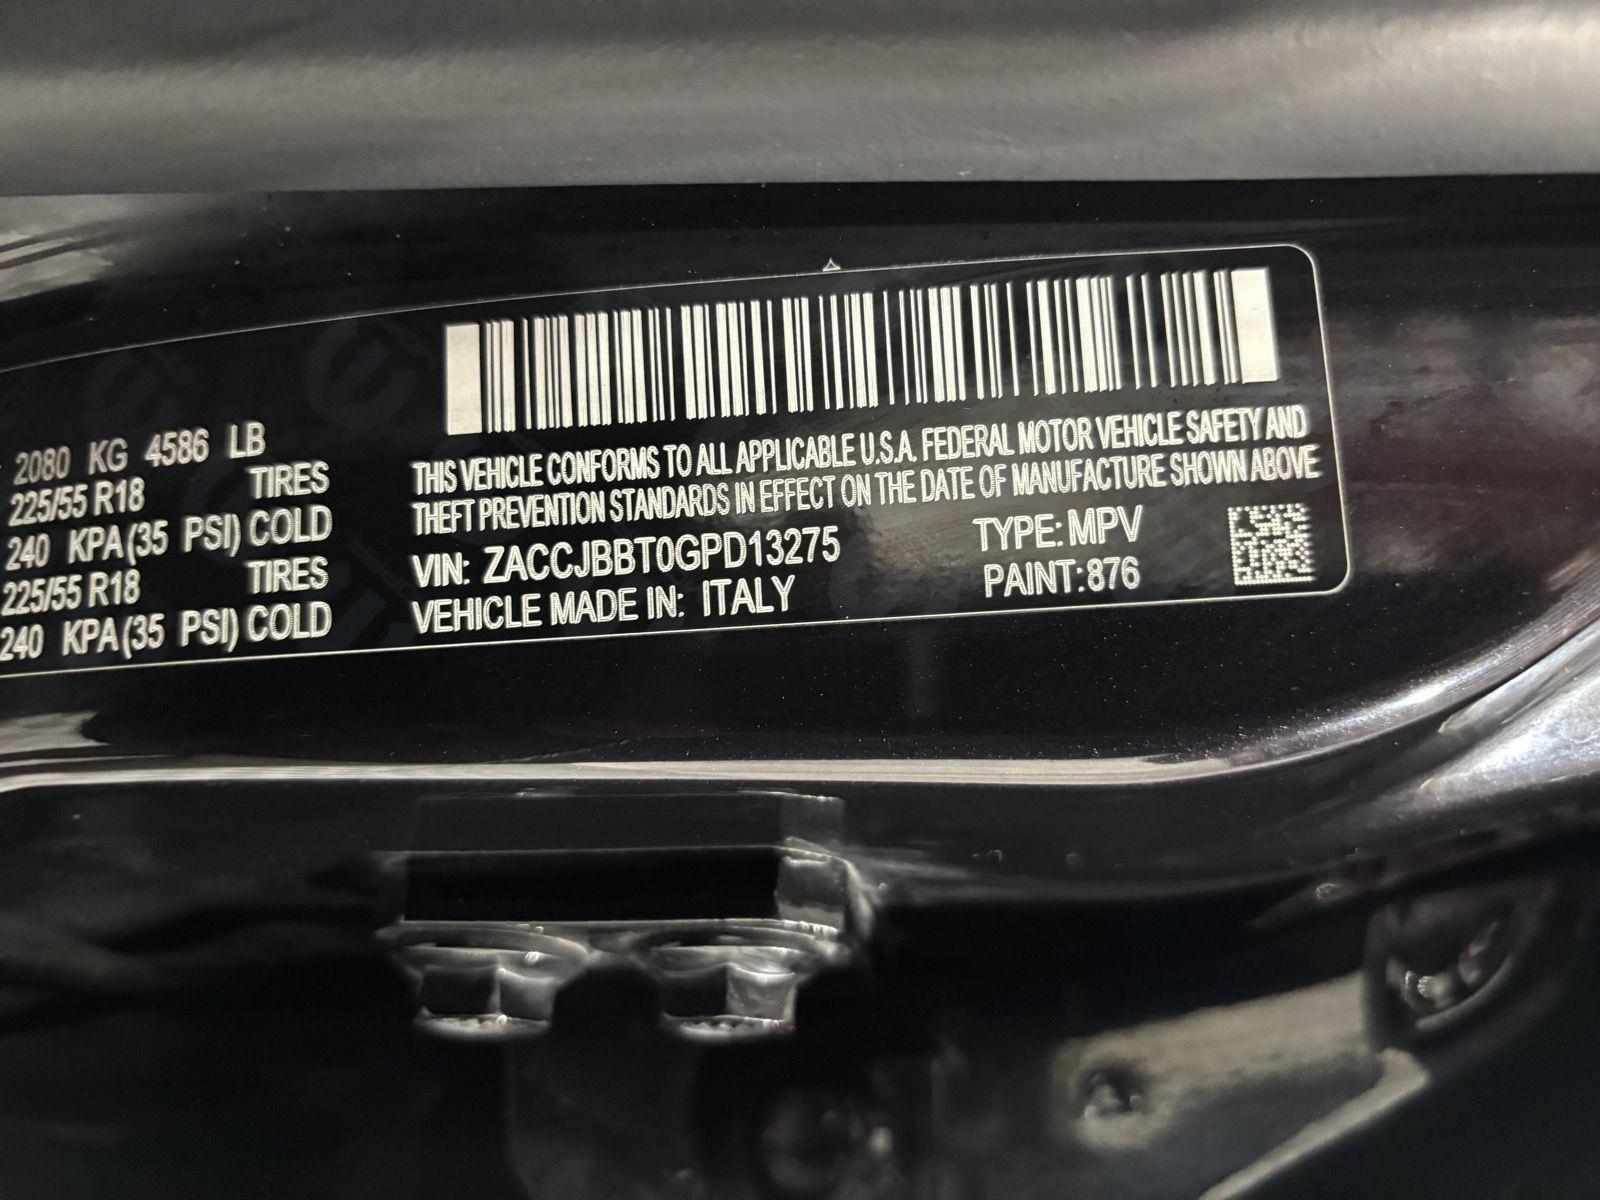 2080 KG 4586 LB
225/55 R18 TIRES
240 KPA(35 PSI) COLD
225/55 R18 TIRES
240 KPA(35 PSI) COLD
THIS VEHICLE CONFORMS TO ALL APPLICABLE U.S.A. FEDERAL MOTOR VEHICLE SAFETY AND
THEFT PREVENTION STANDARDS IN EFFECT ON THE DATE OF MANUFACTURE SHOWN ABOVE
VIN: ZACCJBBT0GPD13275 TYPE: MPV
VEHICLE MADE IN: ITALY PAINT: 876